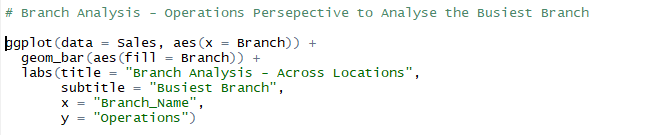 # Branch Analysis - Operations Persepective to Analyse the Busiest Branch
ggplot(data = Sales, aes(x = Branch)) +
  geom_bar(aes(fill = Branch)) +
  labs(title = "Branch Analysis - Across Locations",
       subtitle = "Busiest Branch",
       x = "Branch_Name",
       y = "Operations")